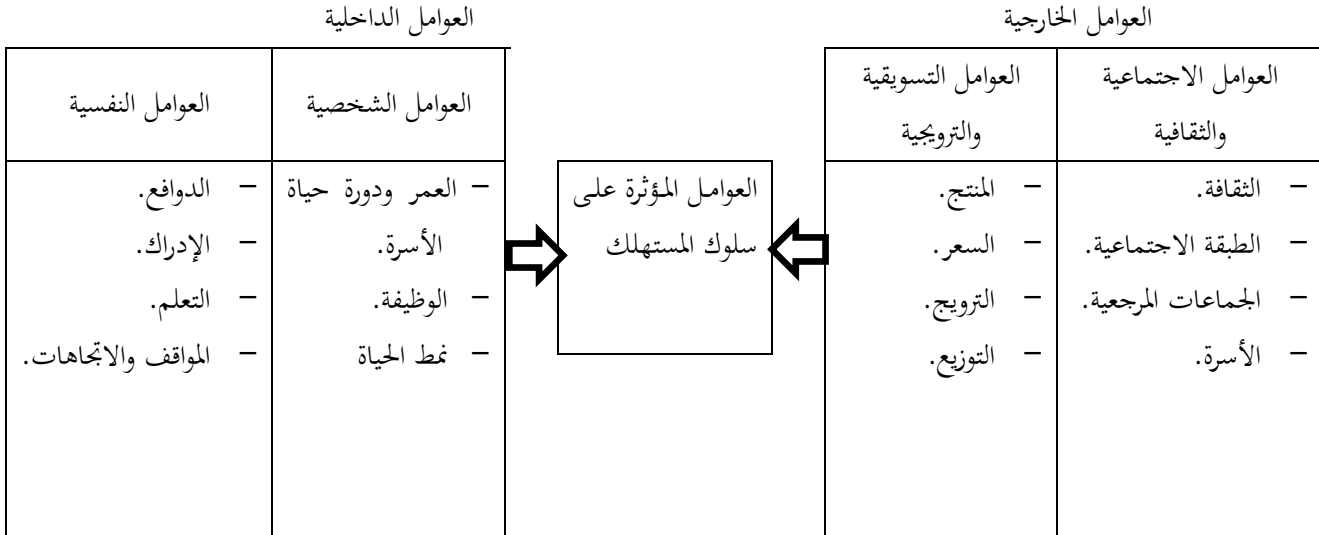 العوامل الخارجية
العوامل الداخلية
العوامل الاجتماعية
والثقافية
العوامل التسويقية
والترويجية
العوامل الشخصية
العوامل النفسية
– الثقافة.
– الطبقة الاجتماعية.
– الجماعات المرجعية.
– الأسرة.
– المنتج.
– السعر.
– الترويج.
– التوزيع.
العوامل المؤثرة على
سلوك المستهلك
– العمر ودورة حياة
الأسرة.
– الوظيفة.
– نمط الحياة
– الدوافع.
– الإدراك.
– التعلم.
– المواقف والاتجاهات.